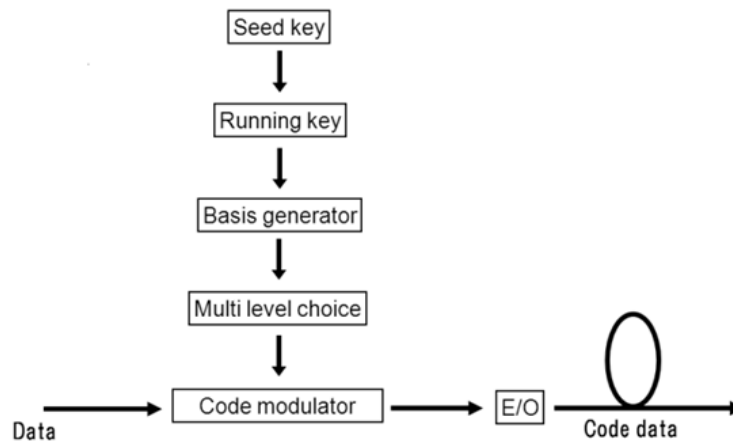 Seed key
Running key
Basis generator
Multi level choice
Code modulator
E/O
Data
Code data